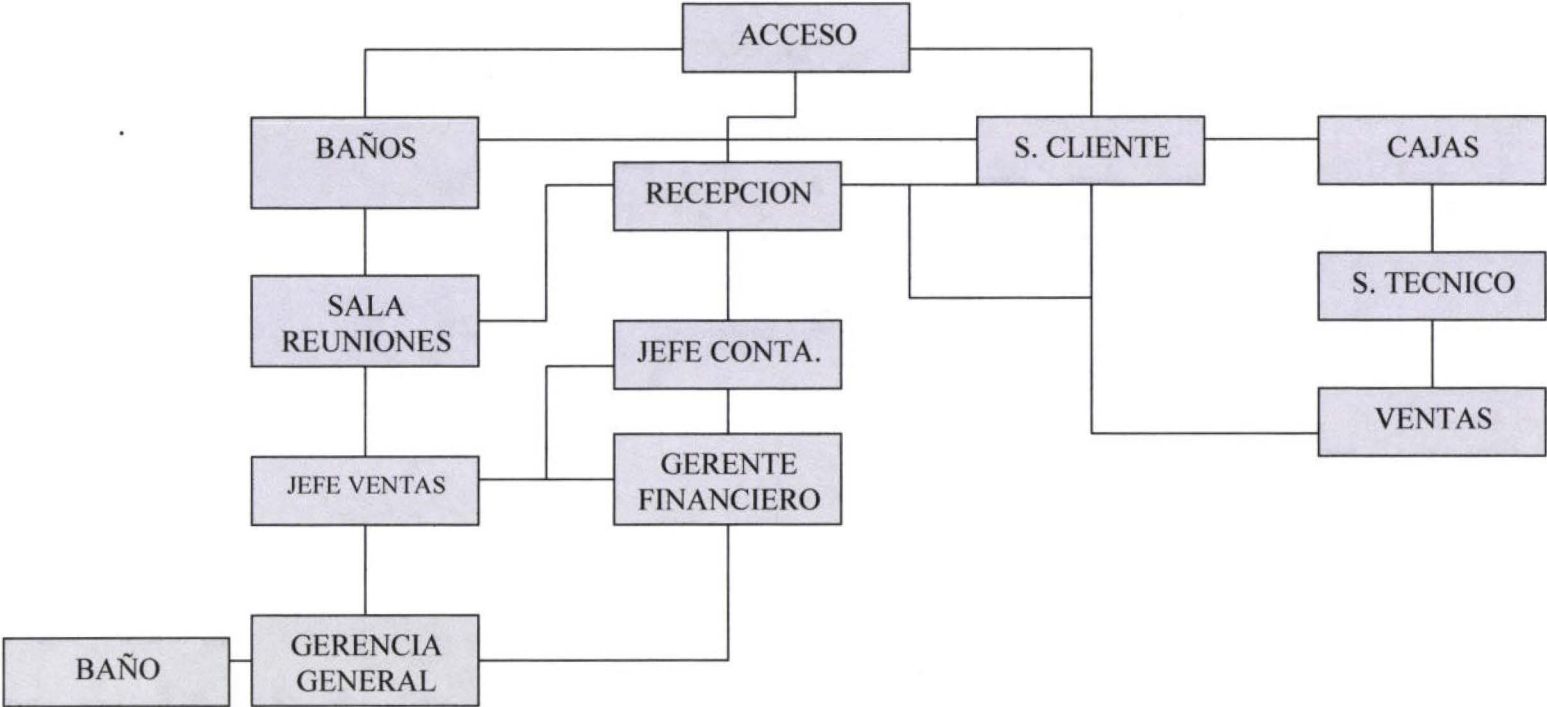 ACCESO
BAÑOS
S. CLIENTE
CAJAS
RECEPCION
S. TECNICO
SALA
REUNIONES
JEFE CONTA.
VENTAS
GERENTE
FINANCIERO
JEFE VENTAS
GERENCIA
GENERAL
BAÑO